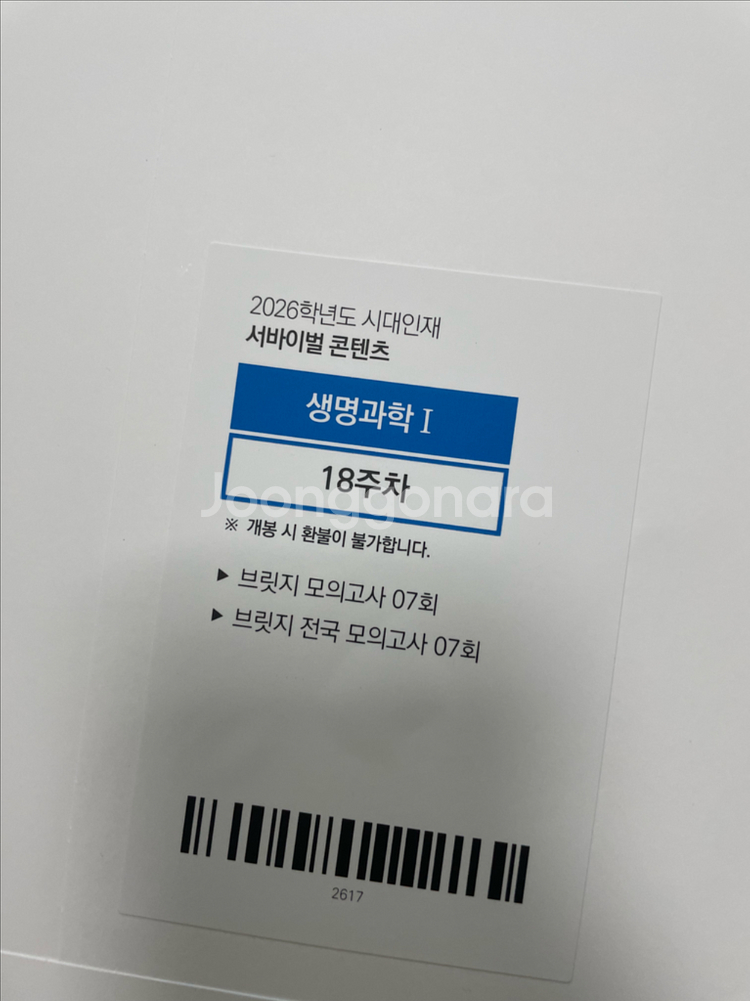 2026학년도 시대인재
서바이벌 콘텐츠
생명과학 I
18주차
Joonggonara
※ 개봉 시 환불이 불가합니다.
▶ 브릿지 모의고사 07회
▶ 브릿지 전국 모의고사 07회
2617